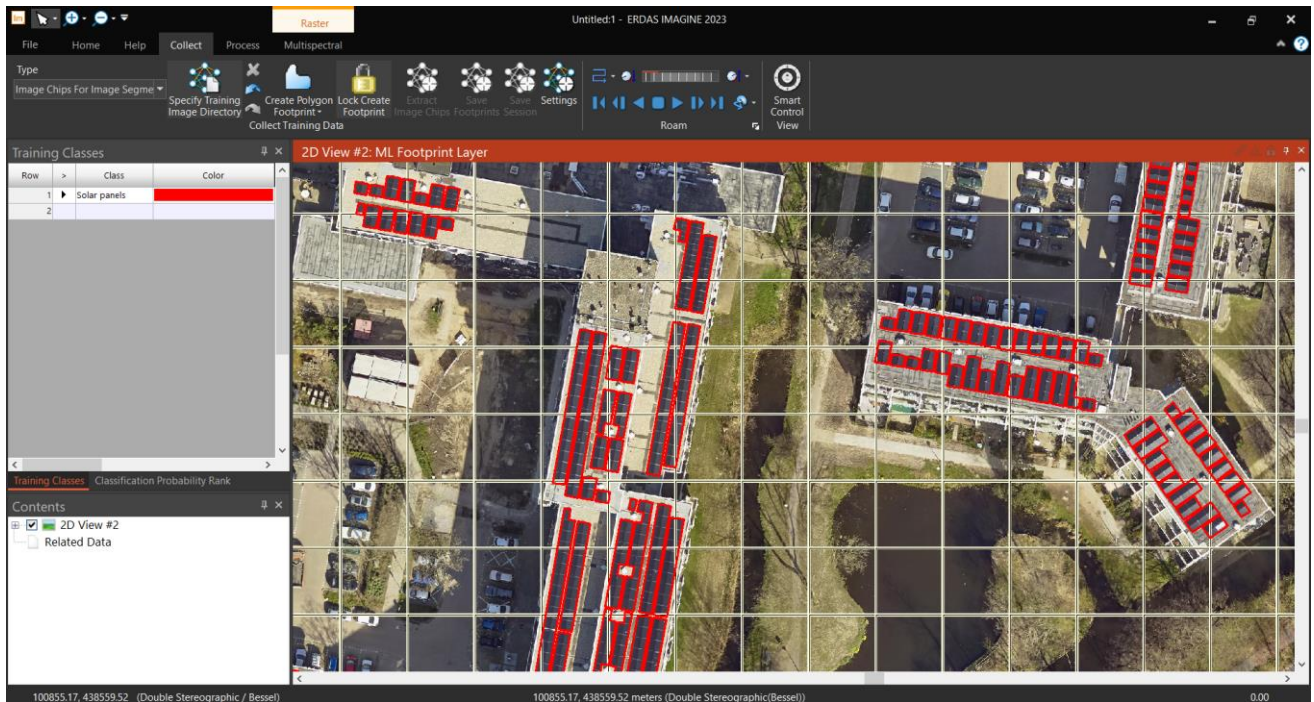 Im
Raster
Untitled:1 - ERDAS IMAGINE 2023
File Home Help Collect Process Multispectral
Type
Image Chips For Image Segme
Specify Training
Image Directory
Create Polygon
Footprint
Lock Create
Footprint
Extract
Image Chips
Save
Footprints
Save
Session
Settings
Smart
Control
Collect Training Data
Roam
View
Training Classes
2D View #2: ML Footprint Layer
Row > Class Color
1 Solar panels
2
Training Classes Classification Probability Rank
Contents
2D View #2
Related Data
100855.17, 438559.52 (Double Stereographic / Bessel)
100855.17, 438559.52 meters (Double Stereographic(Bessel))
0.00